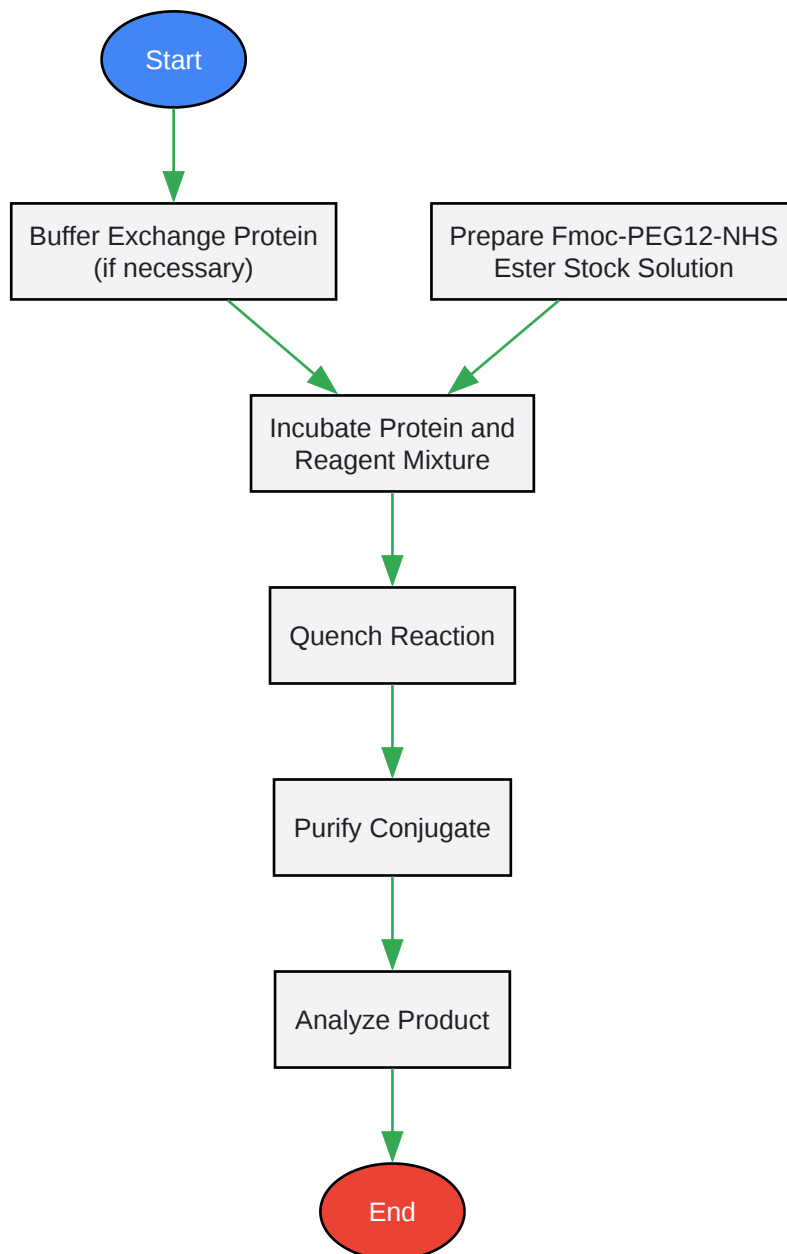 Start
Buffer Exchange Protein
(if necessary)
Prepare Fmoc-PEG12-NHS
Ester Stock Solution
Incubate Protein and
Reagent Mixture
Quench Reaction
Purify Conjugate
Analyze Product
End